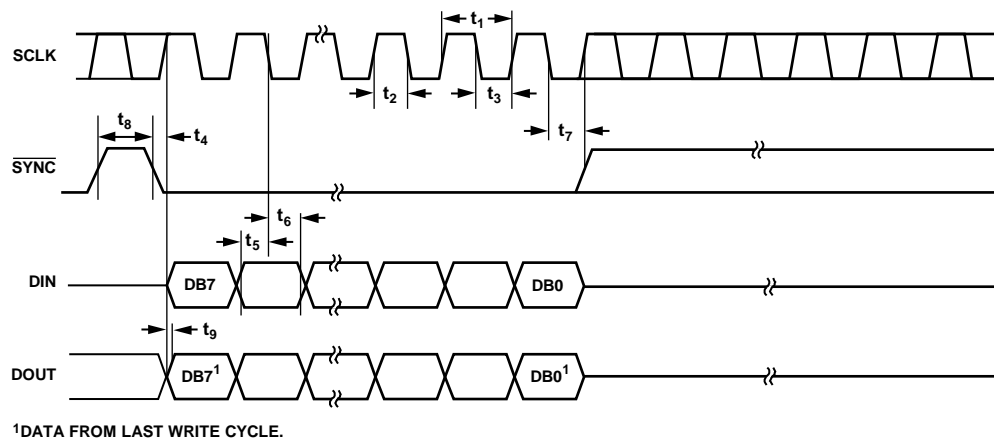 t1
SCLK
t2
t3
t8
t4
t7
SYNC
t6
t5
DIN
DB7
DB0
t9
DOUT
DB7¹
DB0¹
¹DATA FROM LAST WRITE CYCLE.